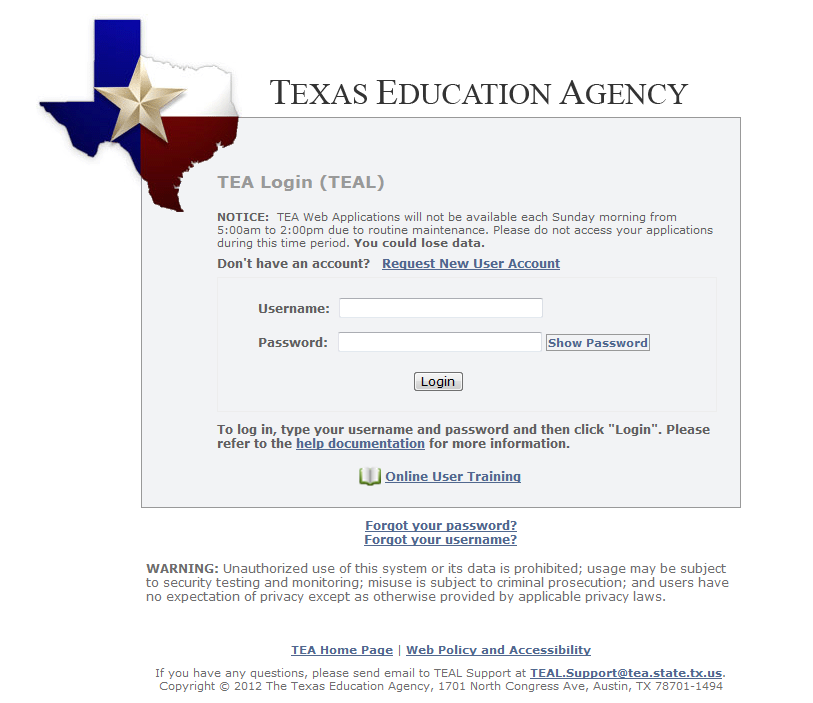 TEXAS EDUCATION AGENCY
TEA Login (TEAL)
NOTICE: TEA Web Applications will not be available each Sunday morning from
5:00am to 2:00pm due to routine maintenance. Please do not access your applications
during this time period. You could lose data.
Don't have an account? Request New User Account
Username:
Password: Show Password
Login
To log in, type your username and password and then click "Login". Please
refer to the help documentation for more information.
Online User Training
Forgot your password?
Forgot your username?
WARNING: Unauthorized use of this system or its data is prohibited; usage may be subject
to security testing and monitoring; misuse is subject to criminal prosecution; and users have
no expectation of privacy except as otherwise provided by applicable privacy laws.
TEA Home Page | Web Policy and Accessibility
If you have any questions, please send email to TEAL Support at TEAL.Support@tea.state.tx.us.
Copyright © 2012 The Texas Education Agency, 1701 North Congress Ave, Austin, TX 78701-1494